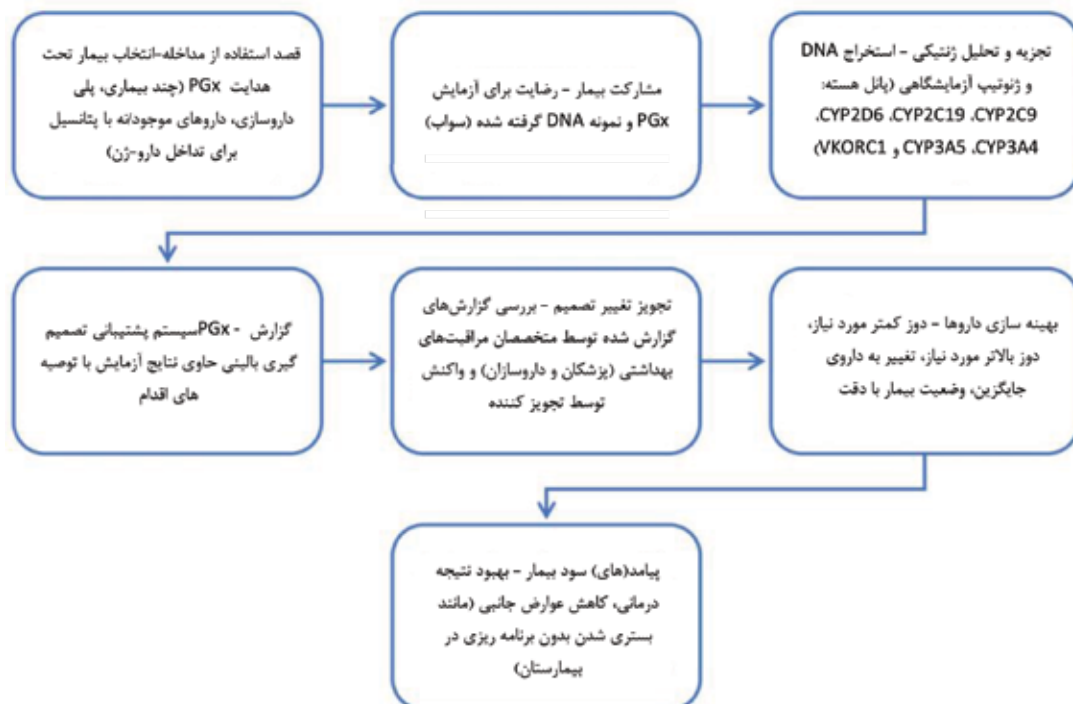 قصد استفاده از مداخله-انتخاب بیمار تحت
هدایت PGx (چند بیماری، پلی
داروسازی، داروهای موجود/نه با پتانسیل
برای تداخل دارو-ژن)
مشارکت بیمار - رضایت برای آزمایش
PGx و نمونه DNA گرفته شده (سواب)
تجزیه و تحلیل ژنتیکی - استخراج DNA
و ژنوتیپ آزمایشگاهی (پانل هسته:
CYP2C9، CYP2C19، CYP2D6،
CYP3A4، CYP3A5 و VKORC1)
گزارش - PGxسیستم پشتیبانی تصمیم
گیری بالینی حاوی نتایج آزمایش با توصیه
های اقدام
تجویز تغییر تصمیم - بررسی گزارش‌های
گزارش شده توسط متخصصان مراقبت‌های
بهداشتی (پزشکان و داروسازان) و واکنش
توسط تجویز کننده
بهینه سازی داروها - دوز کمتر مورد نیاز،
دوز بالاتر مورد نیاز، تغییر به داروی
جایگزین، وضعیت بیمار با دقت
پیامد(های) سود بیمار - بهبود نتیجه
درمانی، کاهش عوارض جانبی (مانند
بستری شدن بدون برنامه ریزی در
بیمارستان)